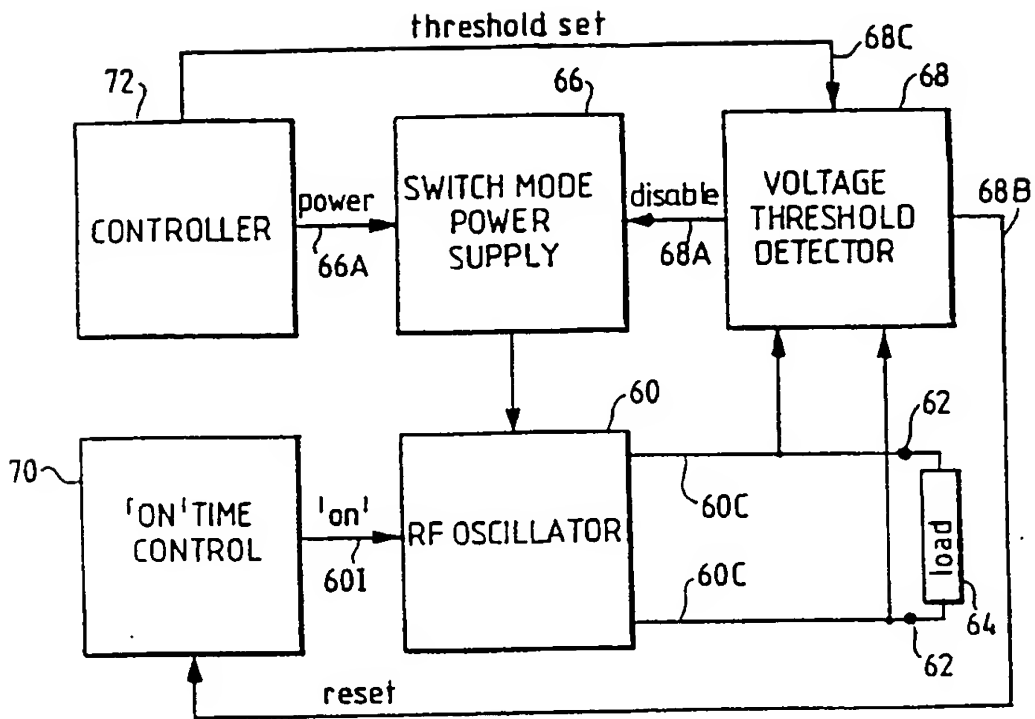 threshold set
68C
72
66
68
CONTROLLER
power
66A
SWITCH MODE
POWER
SUPPLY
disable
68A
VOLTAGE
THRESHOLD
DETECTOR
68B
60
62
70
'ON' TIME
CONTROL
'on'
60I
RF OSCILLATOR
60C
60C
load
64
62
reset